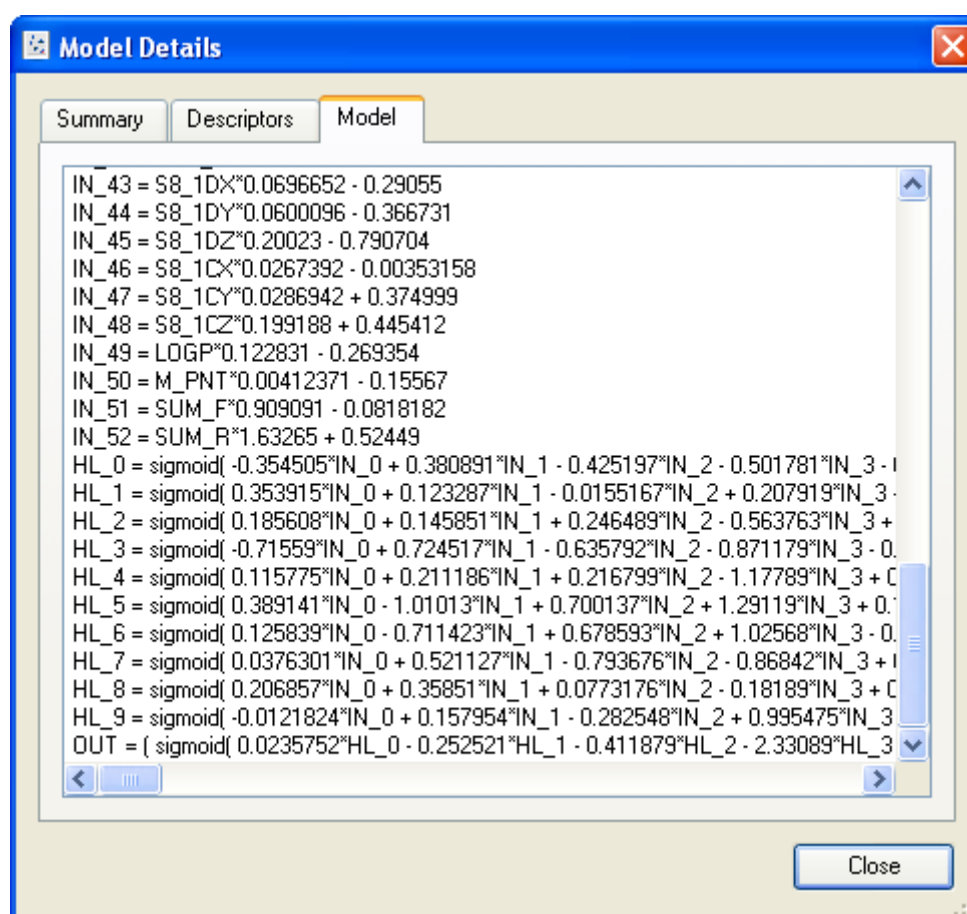 Model Details
Summary Descriptors Model
IN_43 = S8_1DX*0.0696652 - 0.29055
IN_44 = S8_1DY*0.0600096 - 0.366731
IN_45 = S8_1DZ*0.20023 - 0.790704
IN_46 = S8_1CX*0.0267392 - 0.00353158
IN_47 = S8_1CY*0.0286942 + 0.374999
IN_48 = S8_1CZ*0.199188 + 0.445412
IN_49 = LOGP*0.122831 - 0.269354
IN_50 = M_PNT*0.00412371 - 0.15567
IN_51 = SUM_F*0.909091 - 0.0818182
IN_52 = SUM_R*1.63265 + 0.52449
HL_0 = sigmoid( -0.354505*IN_0 + 0.380891*IN_1 - 0.425197*IN_2 - 0.501781*IN_3 -
HL_1 = sigmoid( 0.353915*IN_0 + 0.123287*IN_1 - 0.0155167*IN_2 + 0.207919*IN_3 -
HL_2 = sigmoid( 0.185608*IN_0 + 0.145851*IN_1 + 0.246489*IN_2 - 0.563763*IN_3 +
HL_3 = sigmoid( -0.71559*IN_0 + 0.724517*IN_1 - 0.635792*IN_2 - 0.871179*IN_3 - 0.
HL_4 = sigmoid( 0.115775*IN_0 + 0.211186*IN_1 + 0.216799*IN_2 - 1.17789*IN_3 +
HL_5 = sigmoid( 0.389141*IN_0 - 1.01013*IN_1 + 0.700137*IN_2 + 1.29119*IN_3 + 0.
HL_6 = sigmoid( 0.125839*IN_0 - 0.711423*IN_1 + 0.678593*IN_2 + 1.02568*IN_3 - 0.
HL_7 = sigmoid( 0.0376301*IN_0 + 0.521127*IN_1 - 0.793676*IN_2 - 0.86842*IN_3 +
HL_8 = sigmoid( 0.206857*IN_0 + 0.35851*IN_1 + 0.0773176*IN_2 - 0.18189*IN_3 +
HL_9 = sigmoid( -0.0121824*IN_0 + 0.157954*IN_1 - 0.282548*IN_2 + 0.995475*IN_3
OUT = ( sigmoid( 0.0235752*HL_0 - 0.252521*HL_1 - 0.411879*HL_2 - 2.33089*HL_3
Close